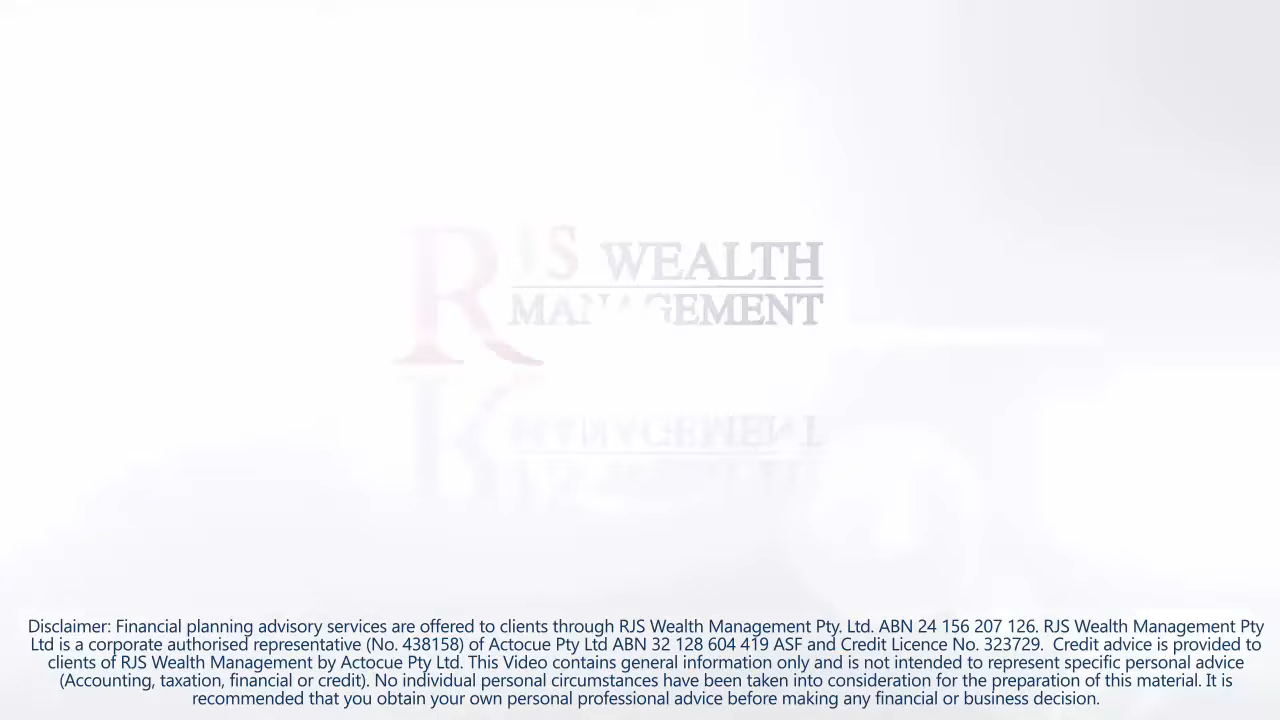 RJS WEALTH
MANAGEMENT
Disclaimer: Financial planning advisory services are offered to clients through RJS Wealth Management Pty. Ltd. ABN 24 156 207 126. RJS Wealth Management Pty
Ltd is a corporate authorised representative (No. 438158) of Actocue Pty Ltd ABN 32 128 604 419 ASF and Credit Licence No. 323729.  Credit advice is provided to
clients of RJS Wealth Management by Actocue Pty Ltd. This Video contains general information only and is not intended to represent specific personal advice
(Accounting, taxation, financial or credit). No individual personal circumstances have been taken into consideration for the preparation of this material. It is
recommended that you obtain your own personal professional advice before making any financial or business decision.